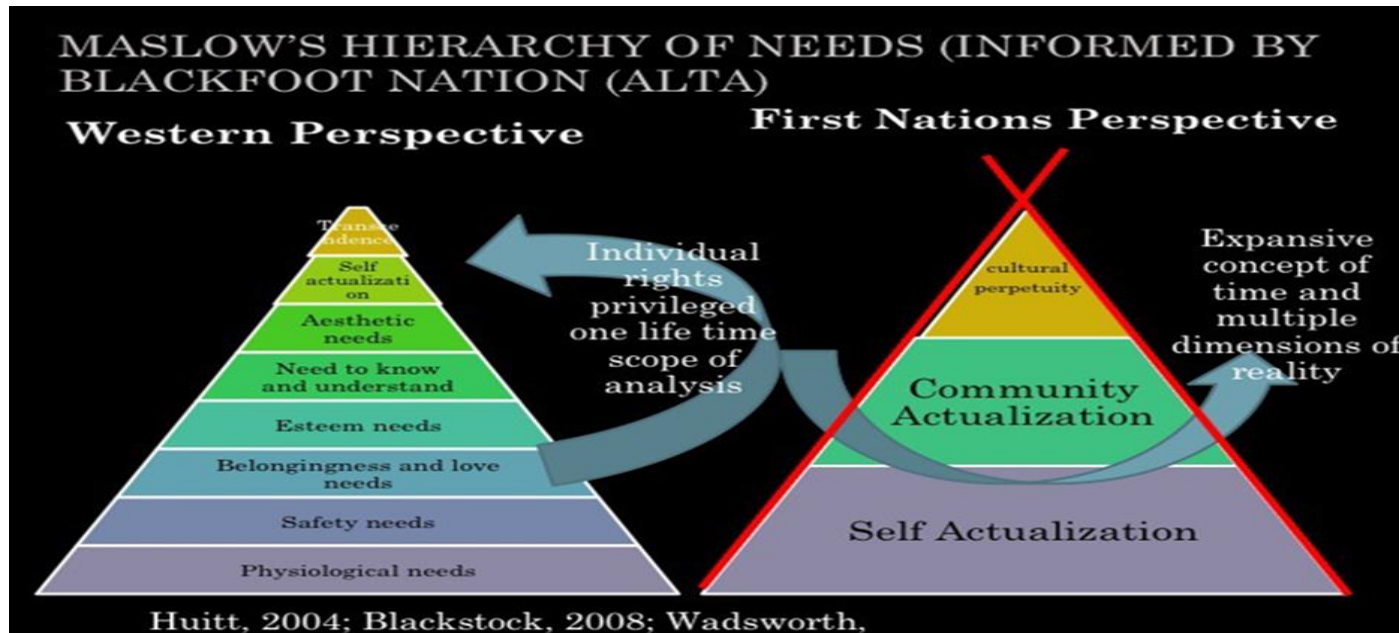 MASLOW'S HIERARCHY OF NEEDS (INFORMED BY
BLACKFOOT NATION (ALTA)
Western Perspective
First Nations Perspective
Transce
ndence
Self
actualizati
on
Aesthetic
needs
Need to know
and understand
Esteem needs
Belongingness and love
needs
Safety needs
Physiological needs
Individual
rights
privileged
one life time
scope of
analysis
cultural
perpetuity
Community
Actualization
Self Actualization
Expansive
concept of
time and
multiple
dimensions of
reality
Huitt, 2004; Blackstock, 2008; Wadsworth,